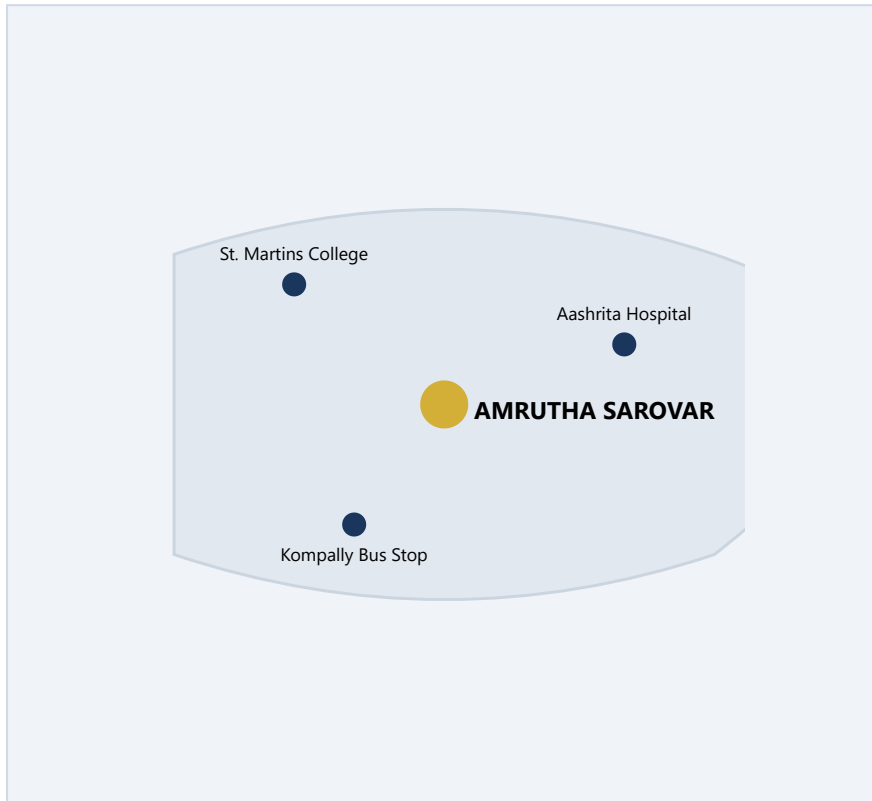 St. Martins College
Aashrita Hospital
AMRUTHA SAROVAR
Kompally Bus Stop